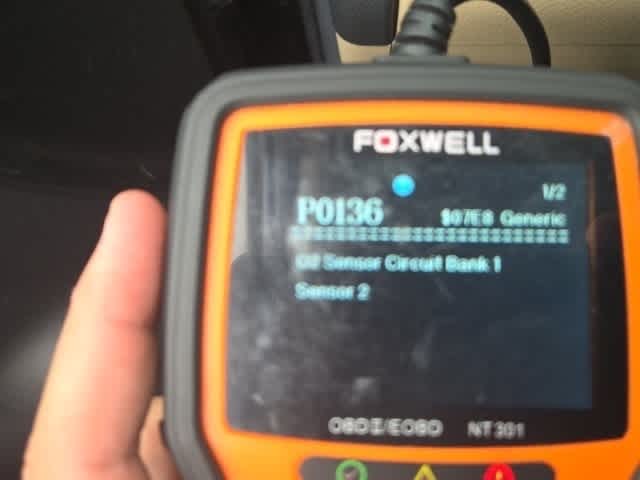 FOXWELL
1/2
P0136 $07E8 Generic
O2 Sensor Circuit Bank 1
Sensor 2
OBDII/EOBD NT301